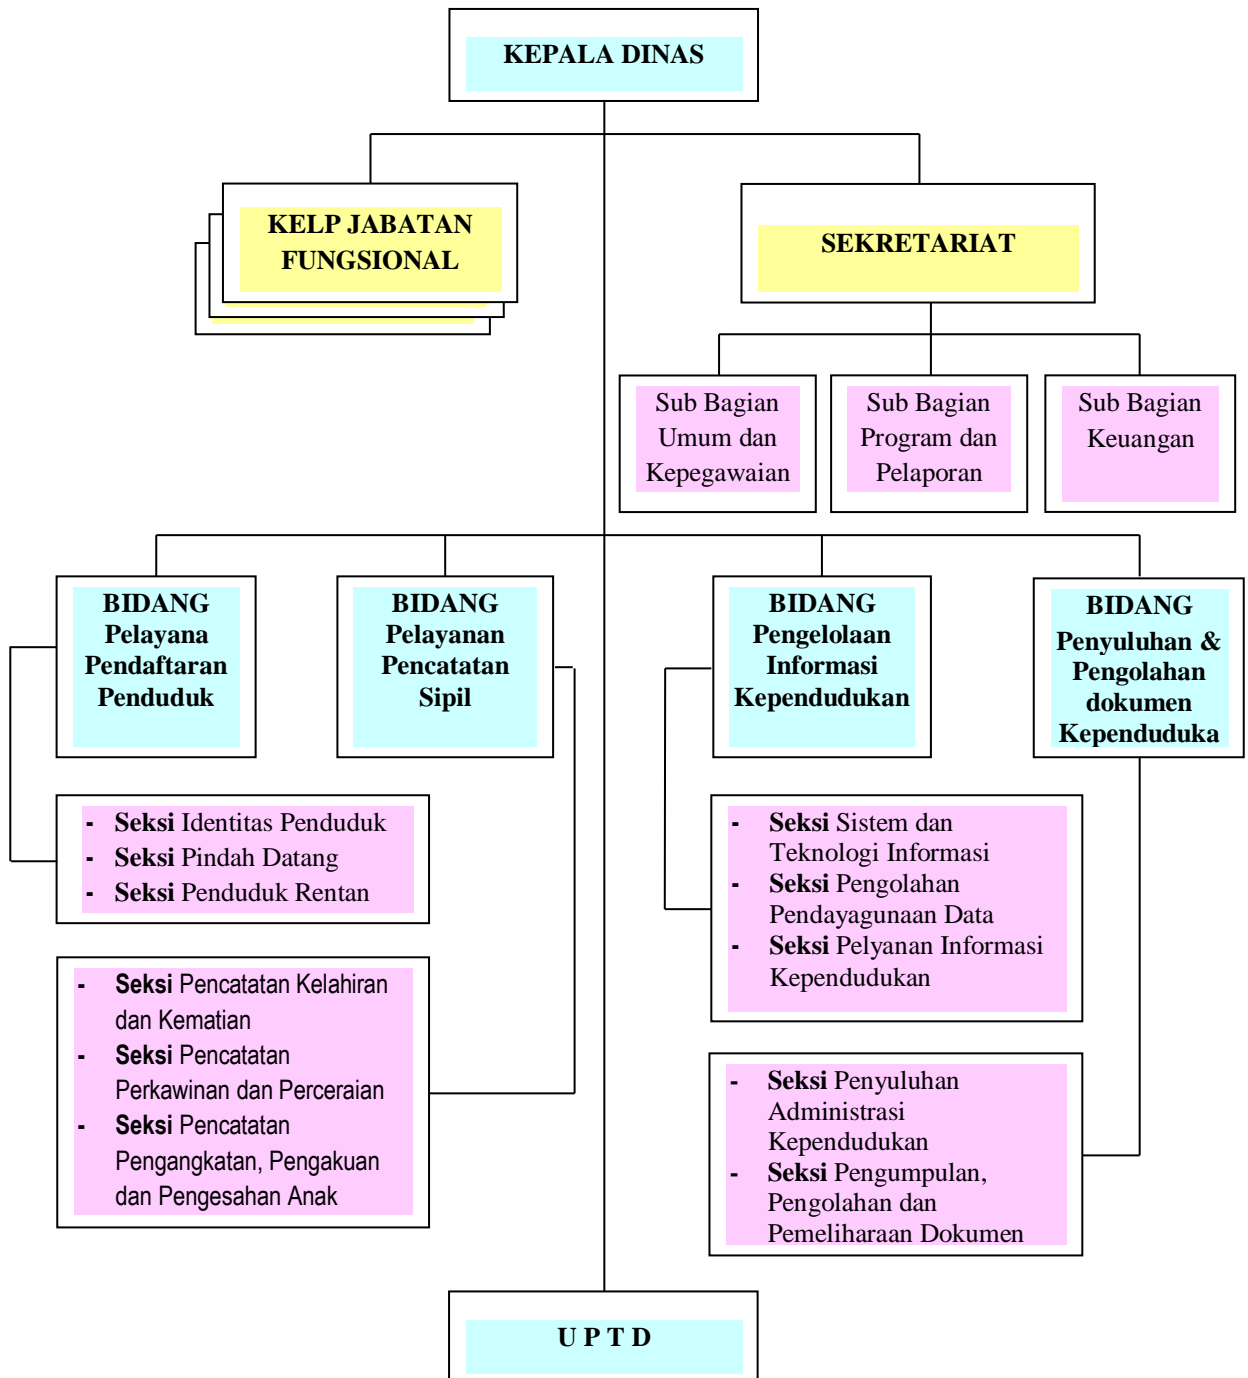 KEPALA DINAS
KELP JABATAN
FUNGSIONAL
SEKRETARIAT
Sub Bagian
Umum dan
Kepegawaian
Sub Bagian
Program dan
Pelaporan
Sub Bagian
Keuangan
BIDANG
Pelayana
Pendaftaran
Penduduk
BIDANG
Pelayanan
Pencatatan
Sipil
BIDANG
Pengelolaan
Informasi
Kependudukan
BIDANG
Penyuluhan &
Pengolahan
dokumen
Kependuduka
- Seksi Identitas Penduduk
- Seksi Pindah Datang
- Seksi Penduduk Rentan
- Seksi Sistem dan
Teknologi Informasi
- Seksi Pengolahan
Pendayagunaan Data
- Seksi Pelyanan Informasi
Kependudukan
- Seksi Pencatatan Kelahiran
dan Kematian
- Seksi Pencatatan
Perkawinan dan Perceraian
- Seksi Pencatatan
Pengangkatan, Pengakuan
dan Pengesahan Anak
- Seksi Penyuluhan
Administrasi
Kependudukan
- Seksi Pengumpulan,
Pengolahan dan
Pemeliharaan Dokumen
U P T D